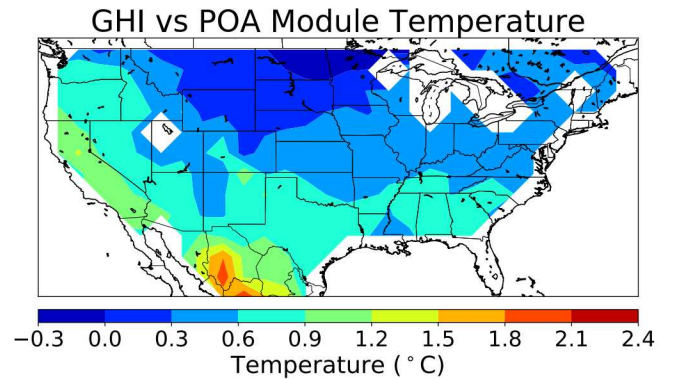 GHI vs POA Module Temperature
−0.3 0.0 0.3 0.6 0.9 1.2 1.5 1.8 2.1 2.4
Temperature (°C)